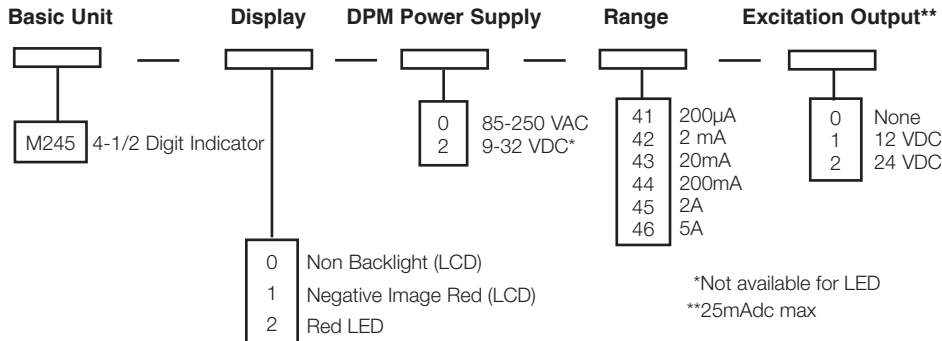 Basic Unit Display DPM Power Supply Range Excitation Output**
M245 4-1/2 Digit Indicator
0 85-250 VAC
2 9-32 VDC*
41 200µA
42 2 mA
43 20mA
44 200mA
45 2A
46 5A
0 None
1 12 VDC
2 24 VDC
0 Non Backlight (LCD)
1 Negative Image Red (LCD)
2 Red LED
*Not available for LED
**25mAdc max